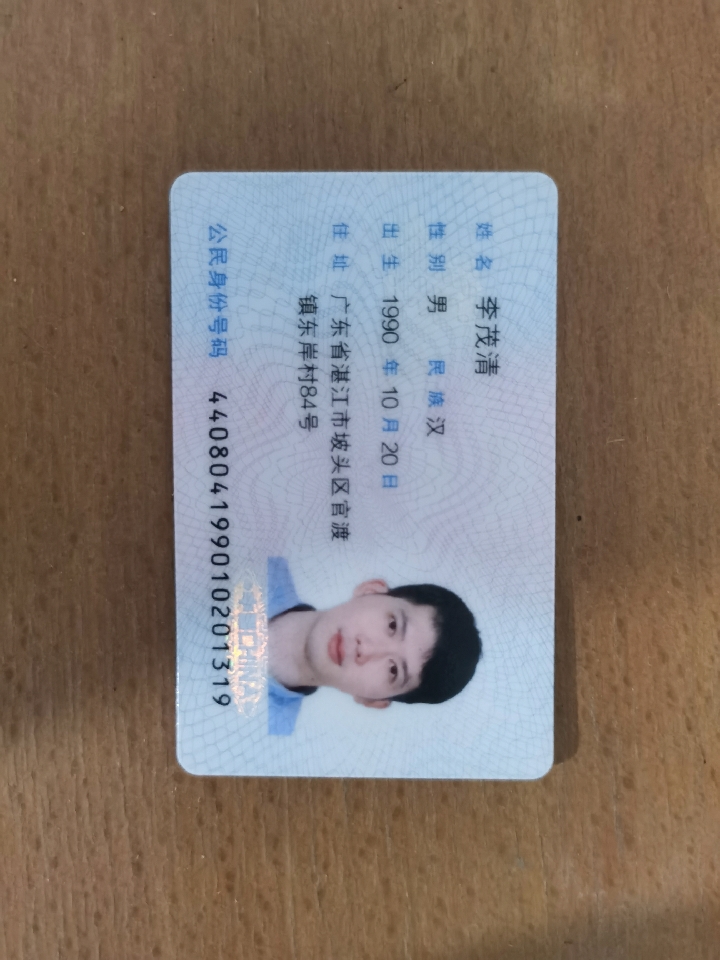 姓名 李茂清
性别 男 民族 汉
出生 1990 年 10 月 20 日
住址 广东省湛江市坡头区官渡
镇东岸村84号
公民身份号码 440804199010201319